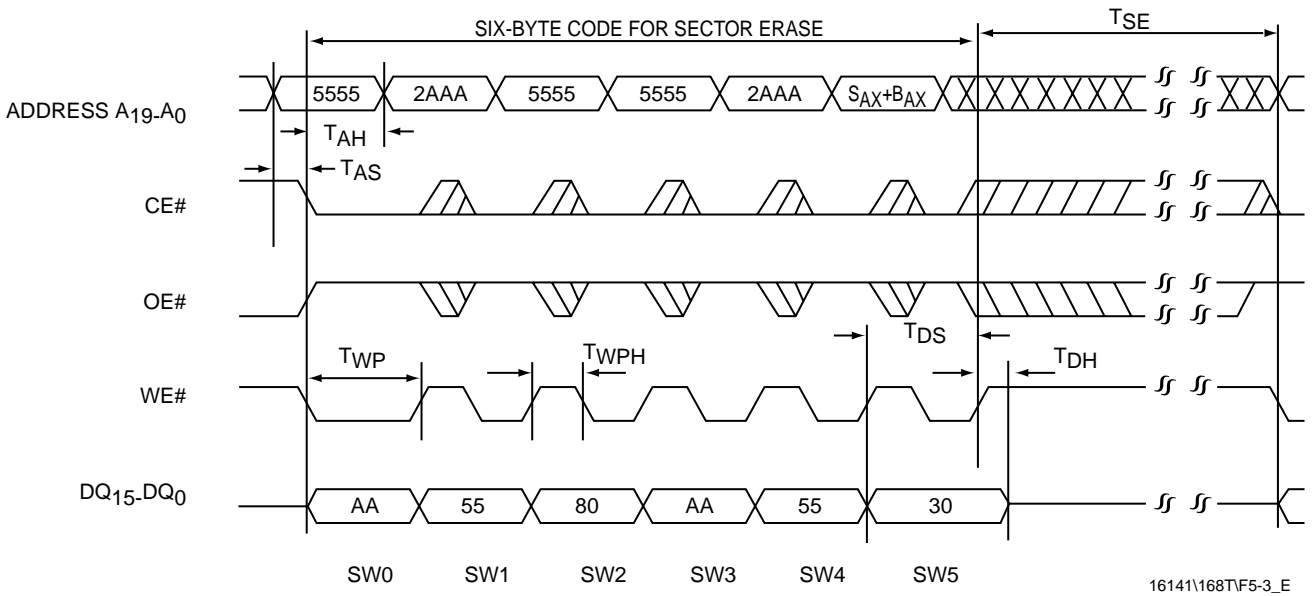 SIX-BYTE CODE FOR SECTOR ERASE
TSE
ADDRESS A19-A0
5555 2AAA 5555 5555 2AAA SAX+BAX
TAH
TAS
CE#
OE#
TDS
TWP TWPH TDH
WE#
DQ15-DQ0
AA 55 80 AA 55 30
SW0 SW1 SW2 SW3 SW4 SW5
16141\168T\F5-3_E